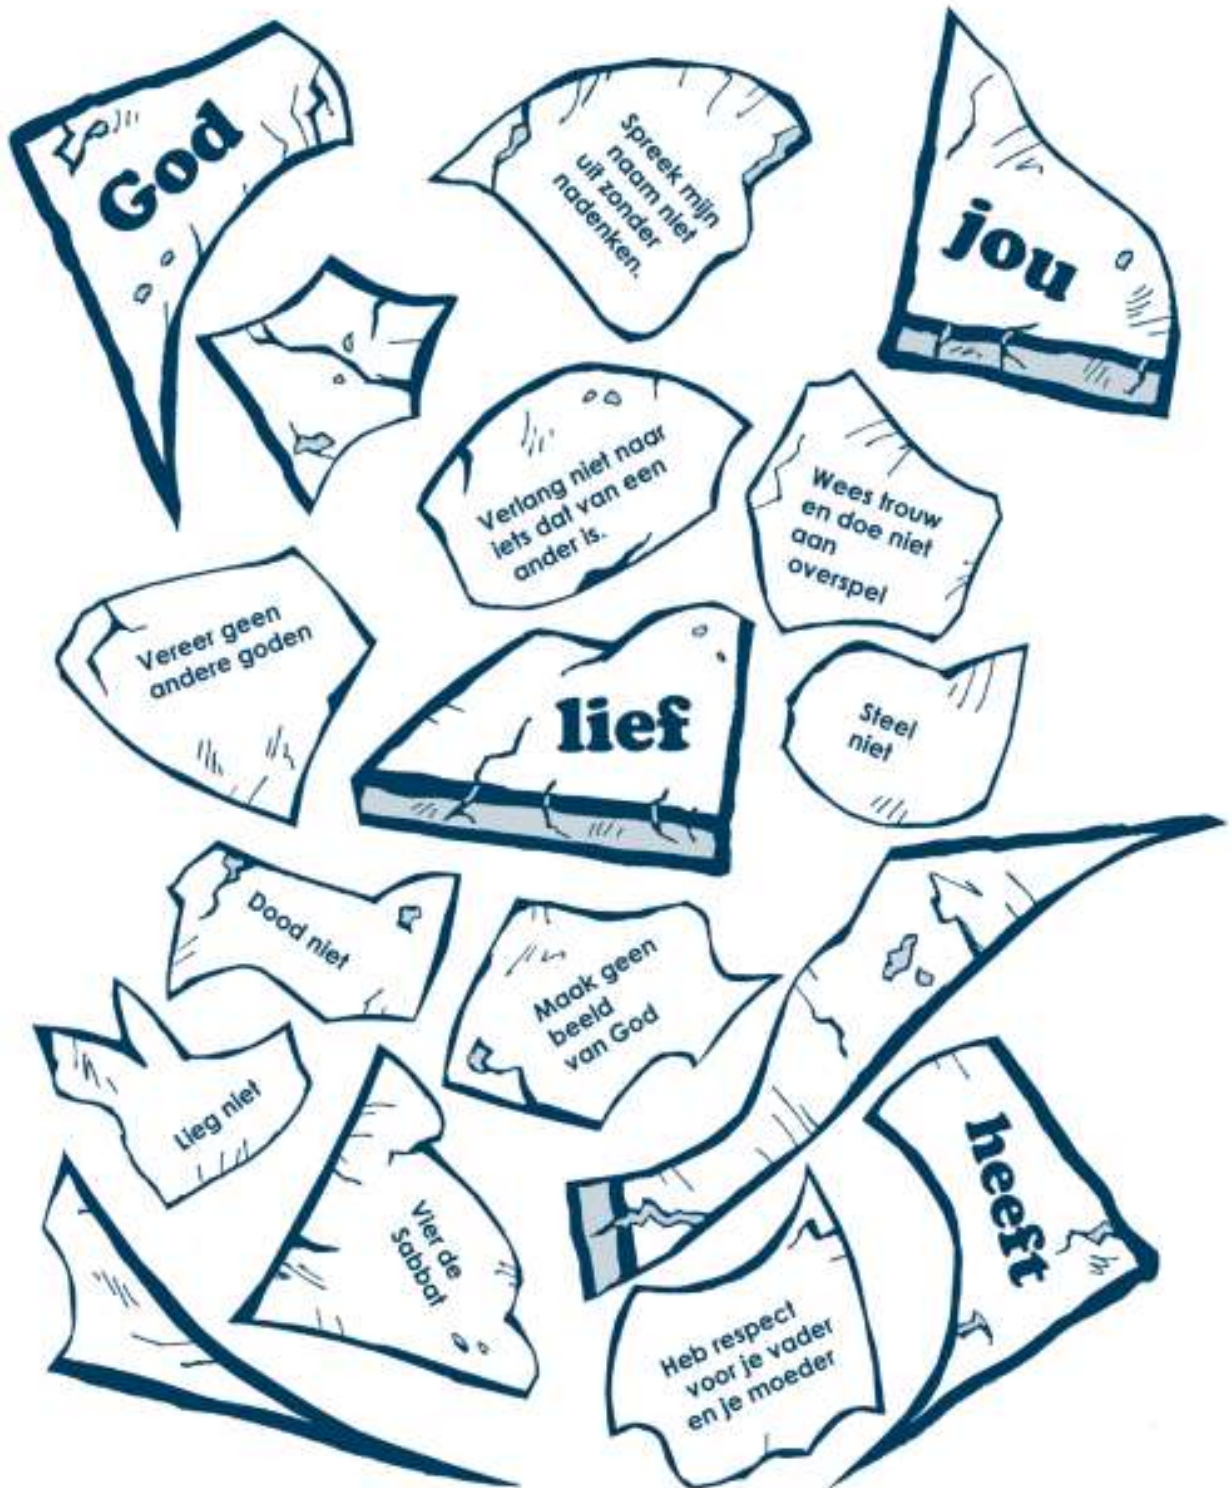 God
Spreek mijn
naam niet
uit zonder
nadenken.
jou
Verlang niet naar
iets dat van een
ander is.
Wees trouw
en doe niet
aan
overspel
Vereer geen
andere goden
lief
Steel
niet
Dood niet
Maak geen
beeld
van God
Lieg niet
Vier de
Sabbat
heeft
Heb respect
voor je vader
en je moeder